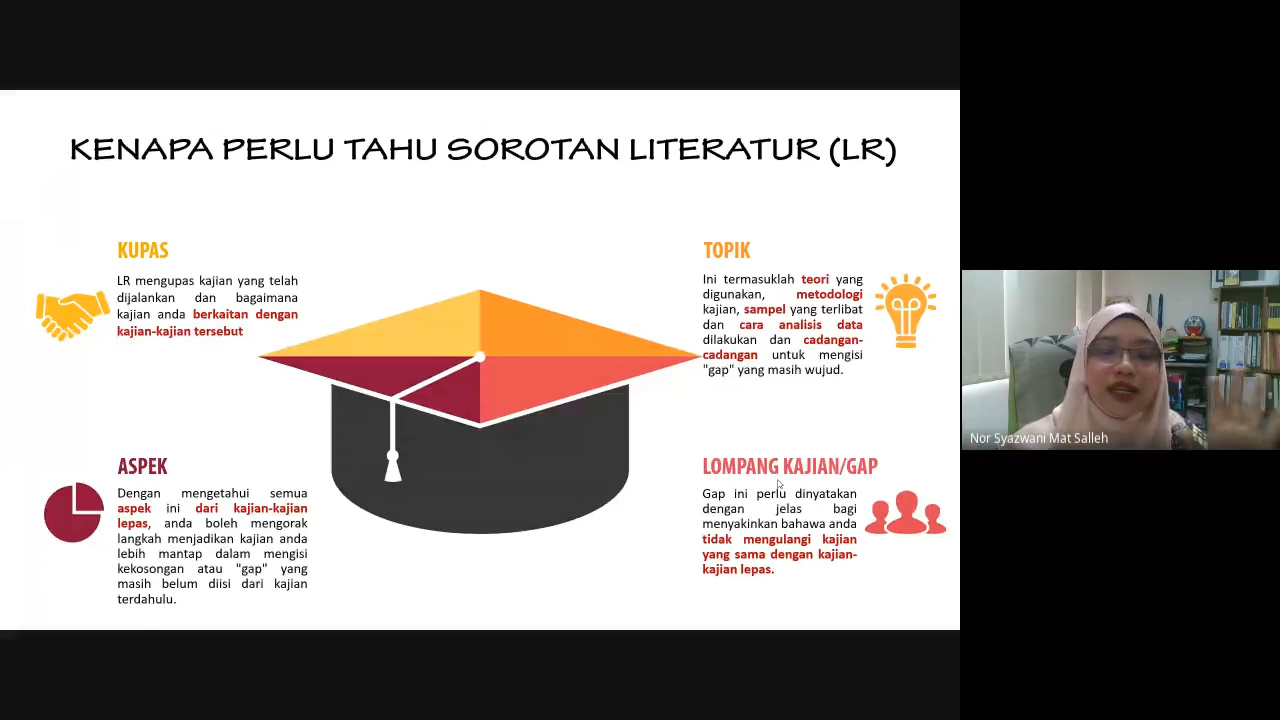 KENAPA PERLU TAHU SOROTAN LITERATUR (LR)
KUPAS
LR mengupas kajian yang telah
dijalankan dan bagaimana
kajian anda berkaitan dengan
kajian-kajian tersebut
TOPIK
Ini termasuklah teori yang
digunakan, metodologi
kajian, sampel yang terlibat
dan cara analisis data
dilakukan dan cadangan-
cadangan untuk mengisi
"gap" yang masih wujud.
ASPEK
Dengan mengetahui semua
aspek ini dari kajian-kajian
lepas, anda boleh mengorak
langkah menjadikan kajian anda
lebih mantap dalam mengisi
kekosongan atau "gap" yang
masih belum diisi dari kajian
terdahulu.
LOMPANG KAJIAN/GAP
Gap ini perlu dinyatakan
dengan jelas bagi
menyakinkan bahawa anda
tidak mengulangi kajian
yang sama dengan kajian-
kajian lepas.
Nor Syazwani Mat Salleh